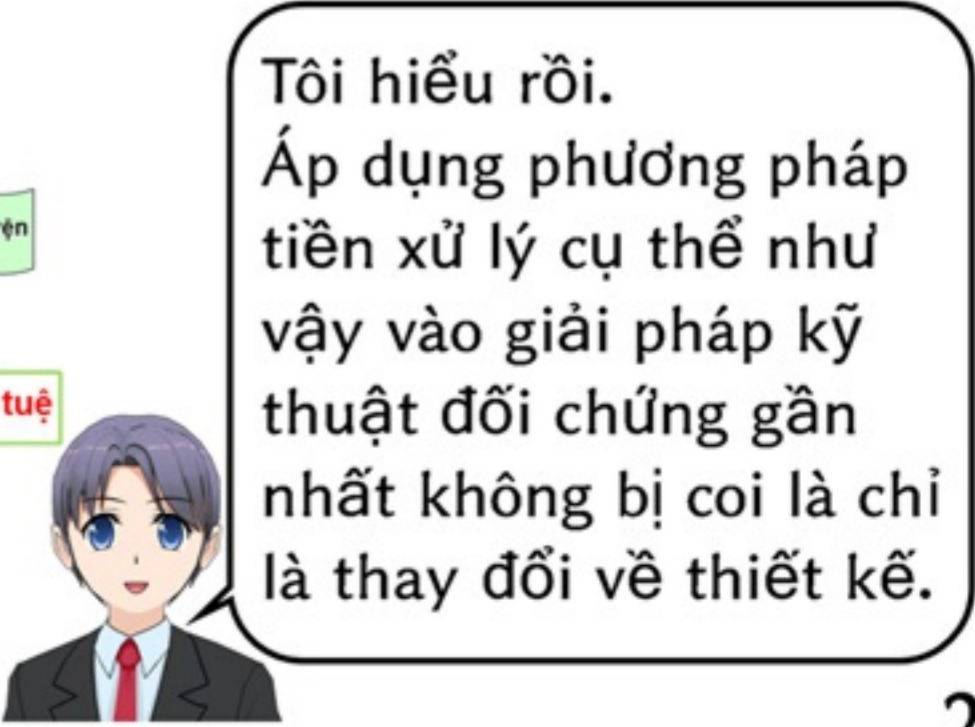 Tôi hiểu rồi.
Áp dụng phương pháp
tiền xử lý cụ thể như
vậy vào giải pháp kỹ
thuật đối chứng gần
nhất không bị coi là chỉ
là thay đổi về thiết kế.
tuệ